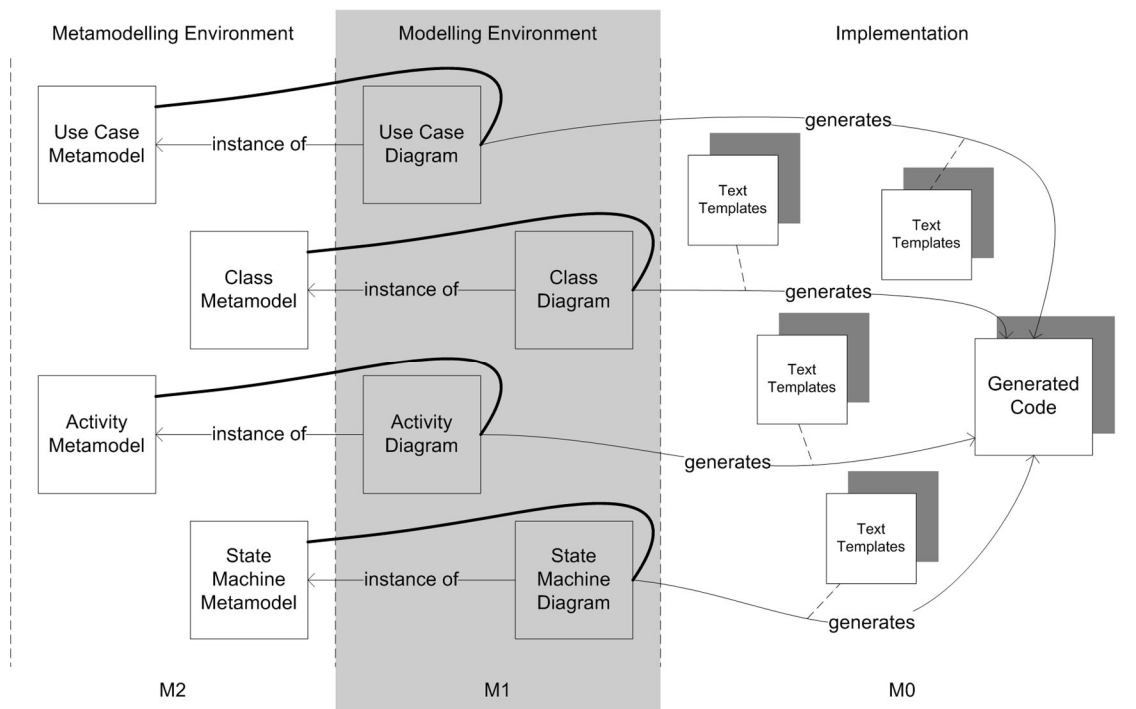 Metamodelling Environment
Modelling Environment
Implementation
Use Case
Metamodel
instance of
Use Case
Diagram
generates
Text
Templates
Text
Templates
Class
Metamodel
instance of
Class
Diagram
generates
Text
Templates
Generated
Code
Activity
Metamodel
instance of
Activity
Diagram
generates
Text
Templates
State
Machine
Metamodel
instance of
State
Machine
Diagram
generates
M2
M1
M0